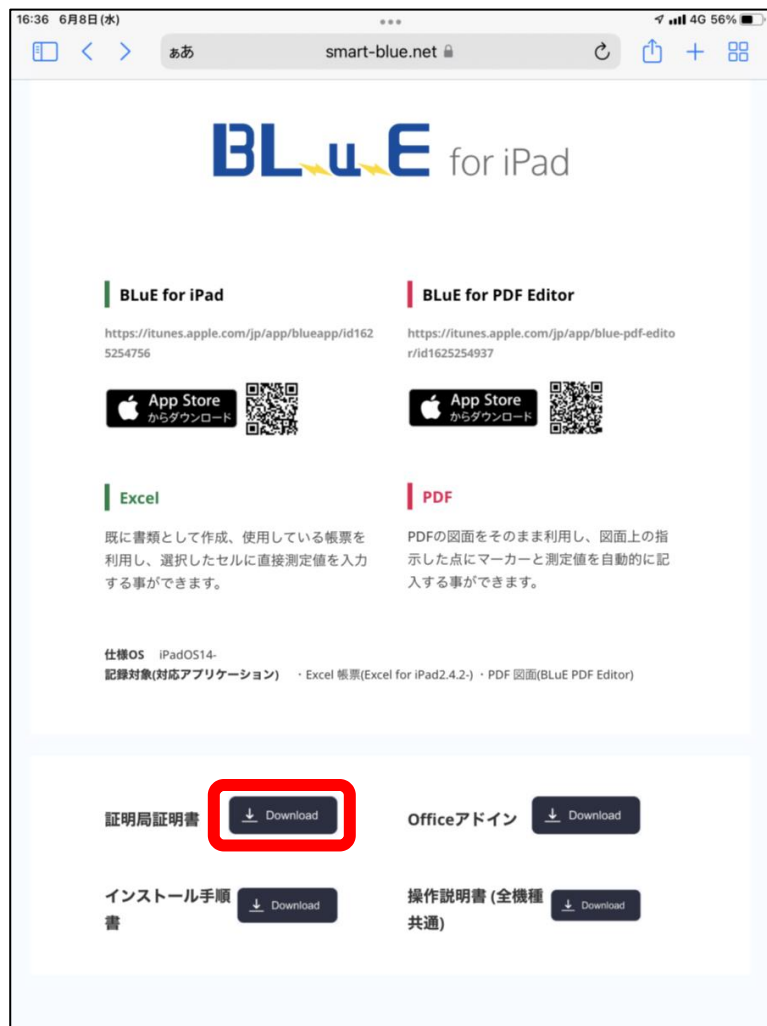 16:36 6月8日(水)
4G 56%
ぁあ
smart-blue.net
BLuE for iPad
BLuE for iPad
https://itunes.apple.com/jp/app/blueapp/id162
5254756
App Store
からダウンロード
BLuE for PDF Editor
https://itunes.apple.com/jp/app/blue-pdf-edito
r/id1625254937
App Store
からダウンロード
Excel
既に書類として作成、使用している帳票を
利用し、選択したセルに直接測定値を入力
する事ができます。
PDF
PDFの図面をそのまま利用し、図面上の指
示した点にマーカーと測定値を自動的に記
入する事ができます。
仕様OS iPadOS14-
記録対象(対応アプリケーション) ・Excel 帳票(Excel for iPad2.4.2-) ・PDF 図面(BLuE PDF Editor)
証明局証明書 Download
Officeアドイン Download
インストール手順
書
Download
操作説明書 (全機種
共通)
Download